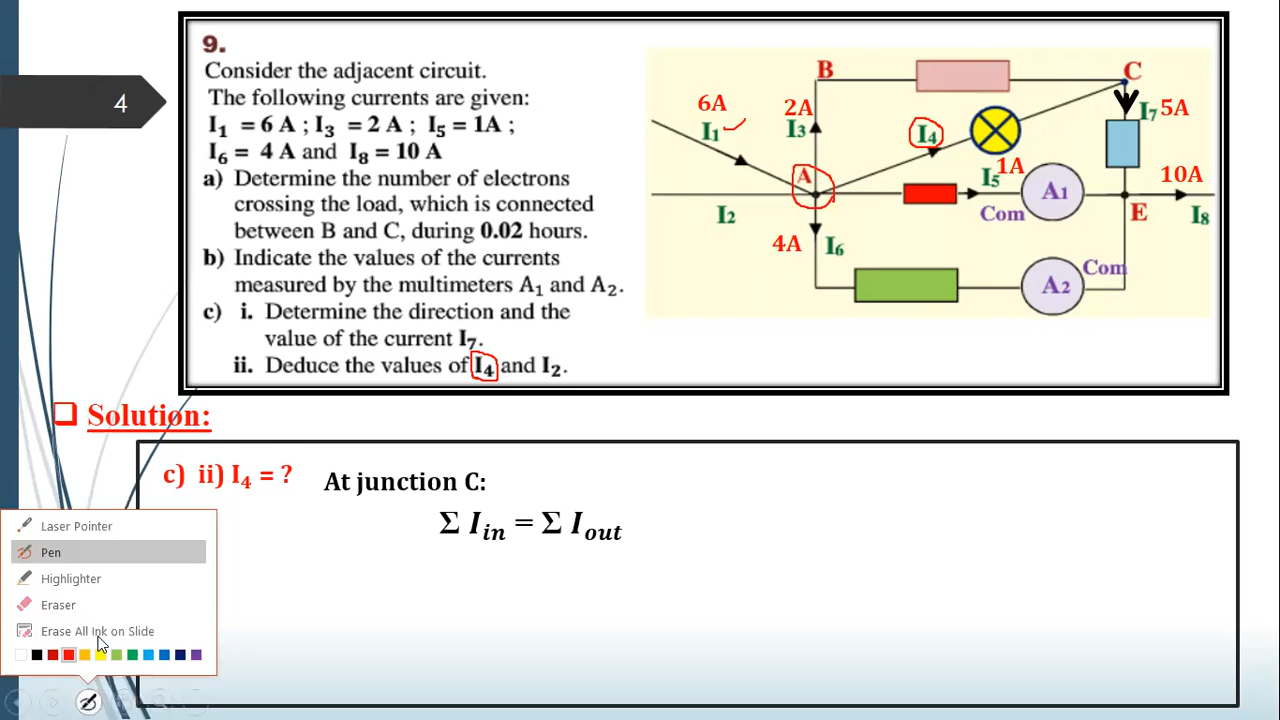 4
9.
Consider the adjacent circuit.
The following currents are given:
I₁ = 6 A ; I₃ = 2 A ; I₅ = 1A ;
I₆ = 4 A and I₈ = 10 A
a) Determine the number of electrons
crossing the load, which is connected
between B and C, during 0.02 hours.
b) Indicate the values of the currents
measured by the multimeters A₁ and A₂.
c) i. Determine the direction and the
value of the current I₇.
ii. Deduce the values of I₄ and I₂.
B
C
6A
2A
I₇ 5A
I₁
I₃
I₄
A
1A
I₅
A₁
10A
Com
E
I₈
I₂
4A
I₆
Com
A₂
Solution:
c) ii) I₄ = ? At junction C:
Σ Iᵢₙ = Σ Iₒᵤₜ
Laser Pointer
Pen
Highlighter
Eraser
Erase All Ink on Slide